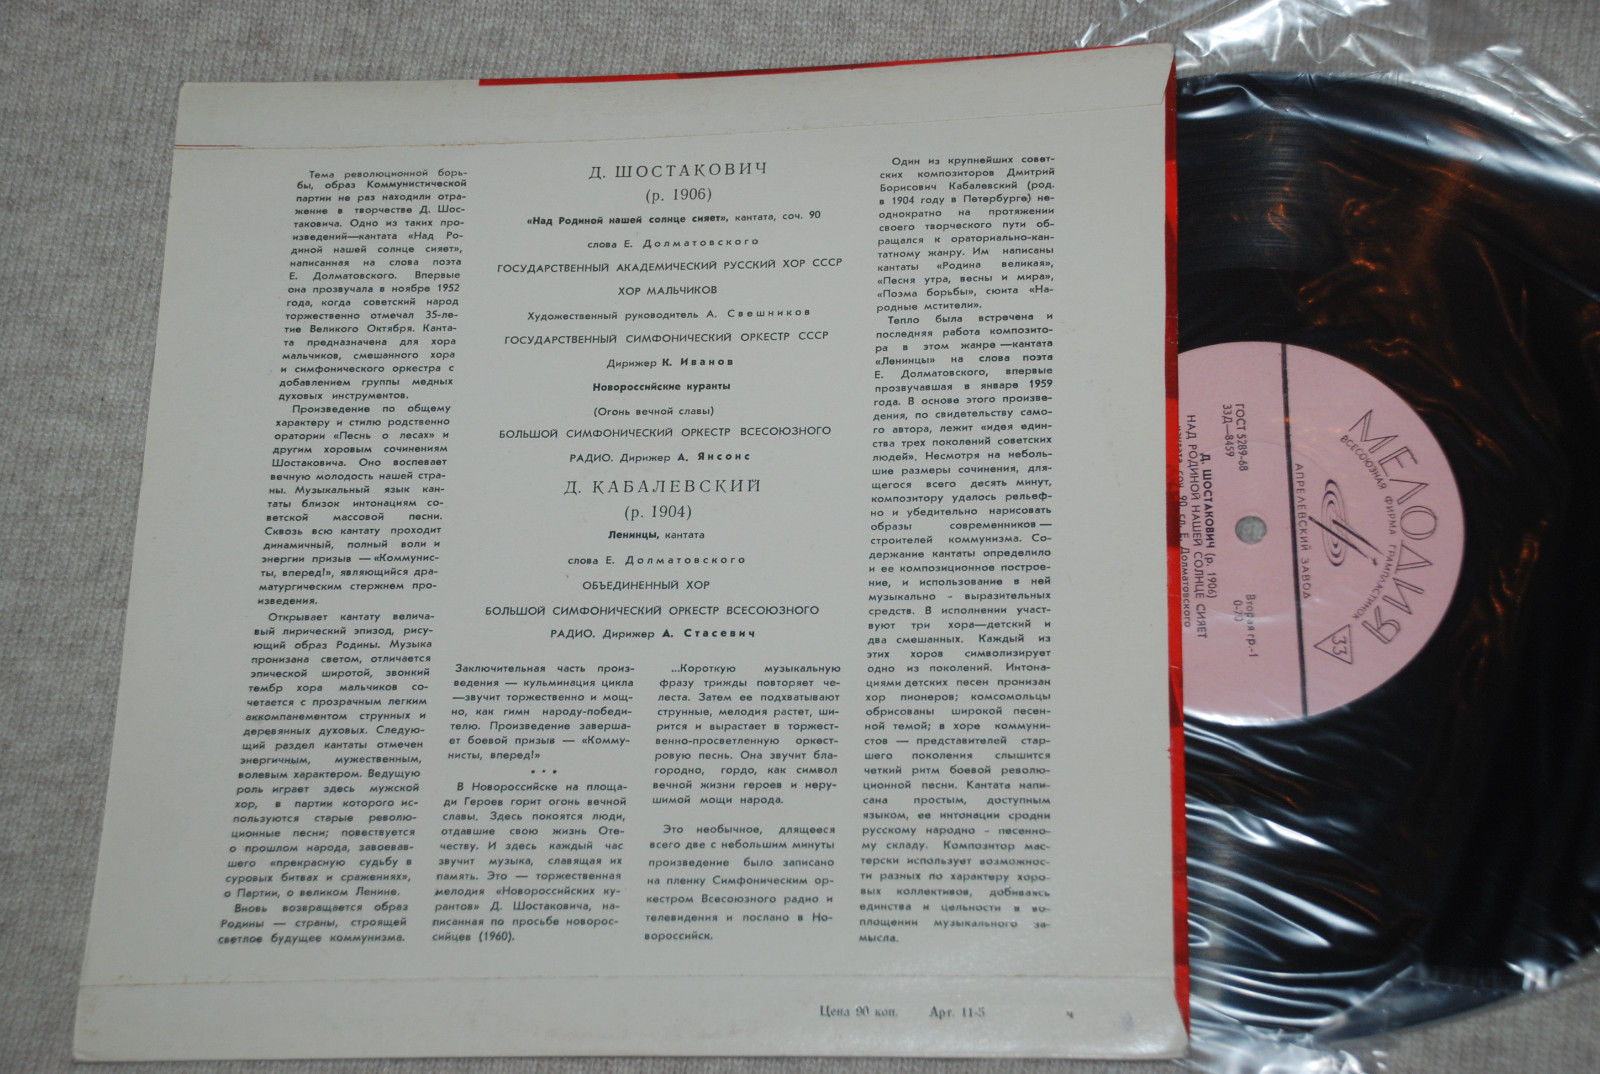 Тема революционной борь-
бы, образ Коммунистической
партии не раз находили отра-
жение в творчестве Д. Шос-
таковича. Одно из таких про-
изведений—кантата «Над Ро-
диной нашей солнце сияет»,
написанная на слова поэта
Е. Долматовского. Впервые
она прозвучала в ноябре 1952
года, когда советский народ
торжественно отмечал 35-ле-
тие Великого Октября. Канта-
та предназначена для хора
мальчиков, смешанного хора
и симфонического оркестра с
добавлением группы медных
духовых инструментов.
Произведение по общему
характеру и стилю родственно
оратории «Песнь о лесах» и
другим хоровым сочинениям
Шостаковича. Оно воспевает
вечную молодость нашей стра-
ны. Музыкальный язык кан-
таты близок интонациям со-
ветской массовой песни.
Сквозь всю кантату проходит
динамичный, полный воли и
энергии призыв —«Коммунис-
ты, вперед!», являющийся дра-
матургическим стержнем про-
изведения.
Открывает кантату велича-
вый лирический эпизод, рису-
ющий образ Родины. Музыка
пронизана светом, отличается
эпической широтой, звонкий
тембр хора мальчиков со-
четается с прозрачным легким
аккомпанементом струнных и
деревянных духовых. Следую-
щий раздел кантаты отмечен
энергичным, мужественным,
волевым характером. Ведущую
роль играет здесь мужской
хор, в партии которого ис-
пользуются старые револю-
ционные песни; повествуется
о прошлом народа, завоевав-
шего «прекрасную судьбу в
суровых битвах и сражениях»,
о Партии, о великом Ленине.
Вновь возвращается образ
Родины — страны, строящей
светлое будущее коммунизма.
Д. ШОСТАКОВИЧ
(р. 1906)
«Над Родиной нашей солнце сияет», кантата, соч. 90
слова Е. Долматовского
ГОСУДАРСТВЕННЫЙ АКАДЕМИЧЕСКИЙ РУССКИЙ ХОР СССР
ХОР МАЛЬЧИКОВ
Художественный руководитель А. Свешников
ГОСУДАРСТВЕННЫЙ СИМФОНИЧЕСКИЙ ОРКЕСТР СССР
Дирижер К. Иванов
Новороссийские куранты
(Огонь вечной славы)
БОЛЬШОЙ СИМФОНИЧЕСКИЙ ОРКЕСТР ВСЕСОЮЗНОГО
РАДИО. Дирижер А. Янсонс
Д. КАБАЛЕВСКИЙ
(р. 1904)
Ленинцы, кантата
слова Е. Долматовского
ОБЪЕДИНЕННЫЙ ХОР
БОЛЬШОЙ СИМФОНИЧЕСКИЙ ОРКЕСТР ВСЕСОЮЗНОГО
РАДИО. Дирижер А. Стасевич
Заключительная часть произ-
ведения — кульминация цикла
—звучит торжественно и мощ-
но, как гимн народу-победи-
телю. Произведение заверша-
ет боевой призыв — «Комму-
нисты, вперед!»
* * *
В Новороссийске на площа-
ди Героев горит огонь вечной
славы. Здесь покоятся люди,
отдавшие свою жизнь Оте-
честву. И здесь каждый час
звучит музыка, славящая их
память. Это — торжественная
мелодия «Новороссийских ку-
рантов» Д. Шостаковича, на-
писанная по просьбе новорос-
сийцев (1960).
...Короткую музыкальную
фразу трижды повторяет че-
леста. Затем ее подхватывают
струнные, мелодия растет, ши-
рится и вырастает в торжест-
венно-просветленную оркест-
ровую песнь. Она звучит бла-
городно, гордо, как символ
вечной жизни героев и неру-
шимой мощи народа.
Это необычное, длящееся
всего две с небольшим минуты
произведение было записано
на пленку Симфоническим ор-
кестром Всесоюзного радио и
телевидения и послано в Но-
вороссийск.
Один из крупнейших совет-
ских композиторов Дмитрий
Борисович Кабалевский (род.
в 1904 году в Петербурге) не-
однократно на протяжении
своего творческого пути об-
ращался к ораториально-кан-
татному жанру. Им написаны
кантаты «Родина великая»,
«Песня утра, весны и мира»,
«Поэма борьбы», сюита «На-
родные мстители».
Тепло была встречена и
последняя работа композито-
ра в этом жанре —кантата
«Ленинцы» на слова поэта
Е. Долматовского, впервые
прозвучавшая в январе 1959
года. В основе этого произве-
дения, по свидетельству само-
го автора, лежит «идея един-
ства трех поколений советских
людей». Несмотря на неболь-
шие размеры сочинения, для-
щегося всего десять минут,
композитору удалось рельеф-
но и убедительно нарисовать
образы современников —
строителей коммунизма. Со-
держание кантаты определило
и ее композиционное построе-
ние, и использование в ней
музыкально - выразительных
средств. В исполнении участ-
вуют три хора—детский и
два смешанных. Каждый из
этих хоров символизирует
одно из поколений. Интона-
циями детских песен пронизан
хор пионеров; комсомольцы
обрисованы широкой песен-
ной темой; в хоре коммуни-
стов — представителей стар-
шего поколения слышится
четкий ритм боевой револю-
ционной песни. Кантата напи-
сана простым, доступным
языком, ее интонации сродни
русскому народно - песенно-
му складу. Композитор мас-
терски использует возможнос-
ти разных по характеру хоро-
вых коллективов, добиваясь
единства и цельности в во-
площении музыкального за-
мысла.
Цена 90 коп. Арт. 11-5
ч
МЕЛОДИЯ
ВСЕСОЮЗНАЯ ФИРМА ГРАМПЛАСТИНОК
АПРЕЛЕВСКИЙ ЗАВОД
33
ГОСТ 5289-68
33Д—8459
Вторая гр.-1
Д. ШОСТАКОВИЧ (р. 1906)
НАД РОДИНОЙ НАШЕЙ СОЛНЦЕ СИЯЕТ
соч. 90, сл. Е. Долматовского